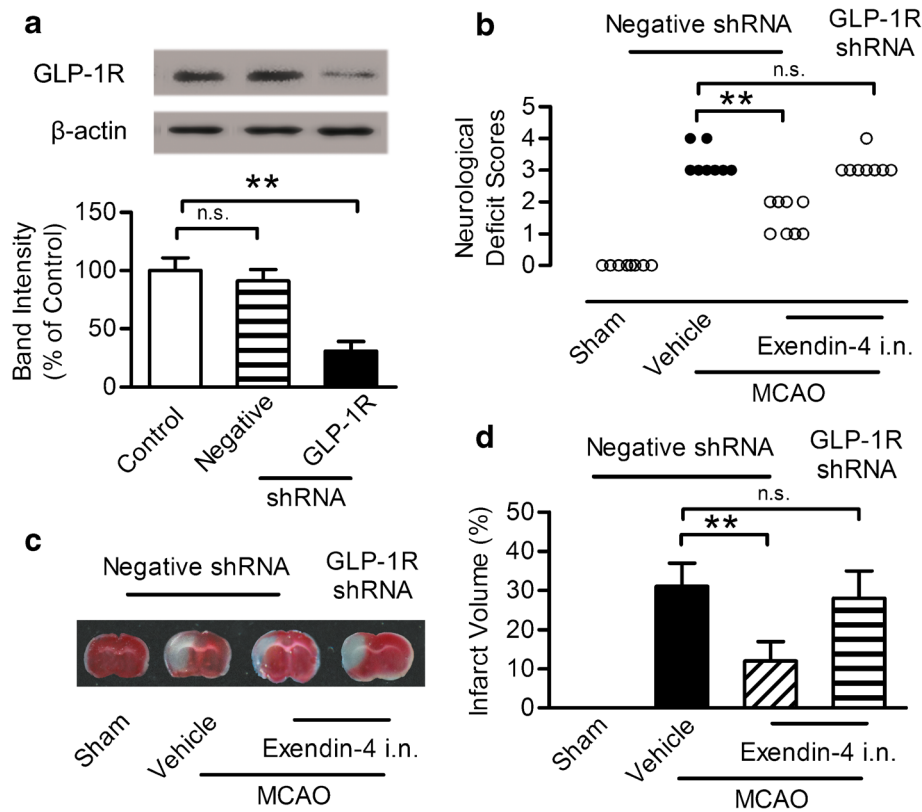 a
GLP-1R
β-actin
**
n.s.
150
100
50
0
Band Intensity
(% of Control)
Control
Negative
GLP-1R
shRNA
b
Negative shRNA
GLP-1R
shRNA
n.s.
**
5
4
3
2
1
0
Neurological
Deficit Scores
Sham
Vehicle
Exendin-4 i.n.
MCAO
c
Negative shRNA
GLP-1R
shRNA
Sham
Vehicle
Exendin-4 i.n.
MCAO
d
Negative shRNA
GLP-1R
shRNA
n.s.
**
50
40
30
20
10
0
Infarct Volume (%)
Sham
Vehicle
Exendin-4 i.n.
MCAO